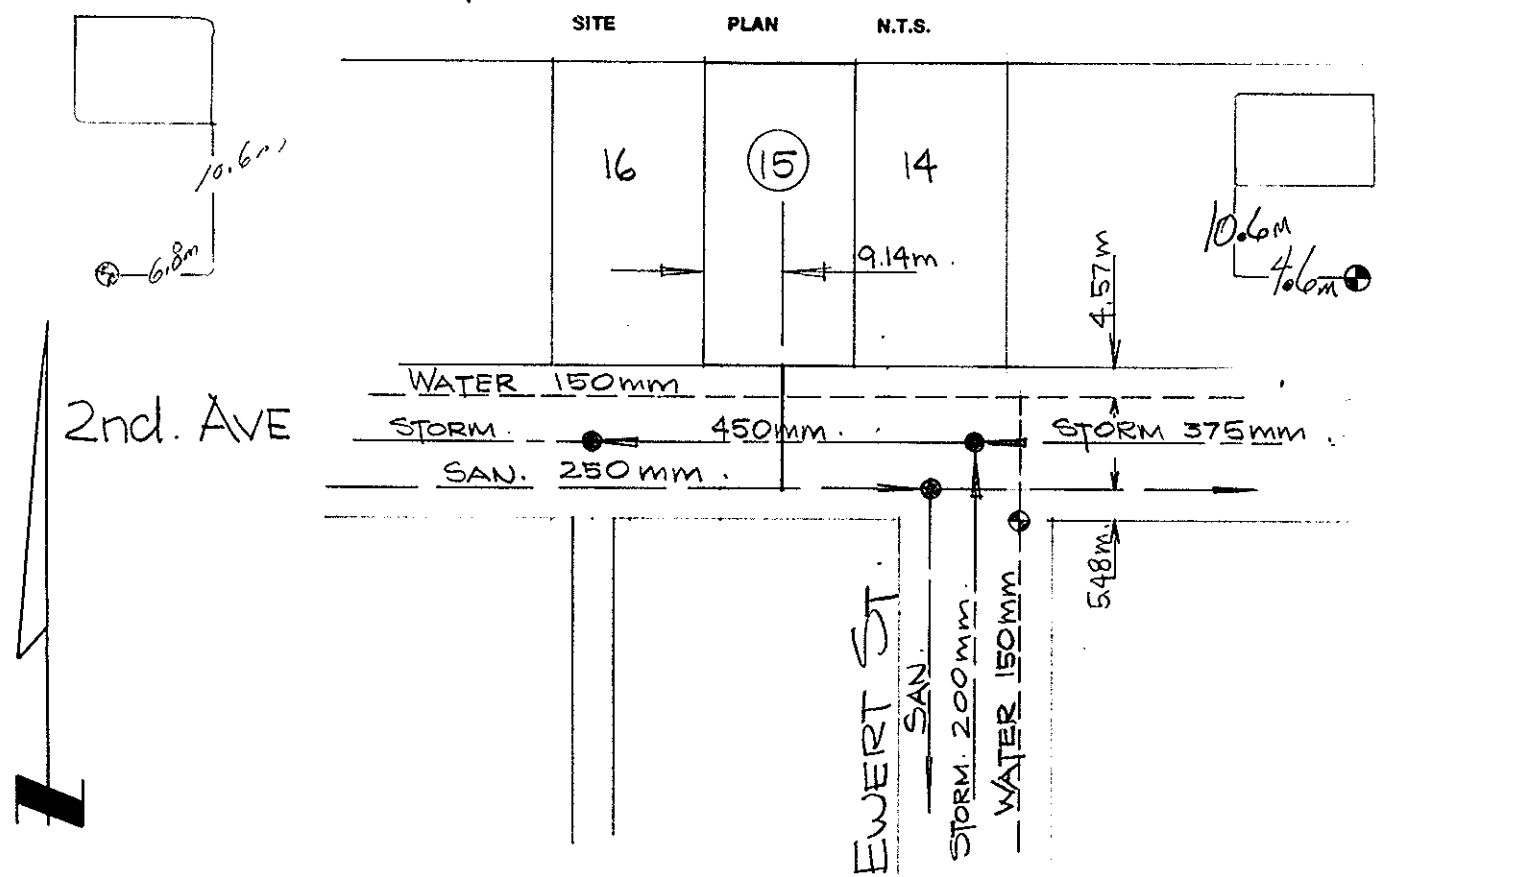 SITE PLAN N.T.S.
10.6m
16
15
14
10.6m
6.8m
9.14m.
4.57m
4.6m
WATER 150mm
2nd. AVE
STORM. 450mm. STORM 375mm.
SAN. 250mm.
5.48m.
EWERT ST.
SAN.
STORM. 200mm.
WATER 150mm
N